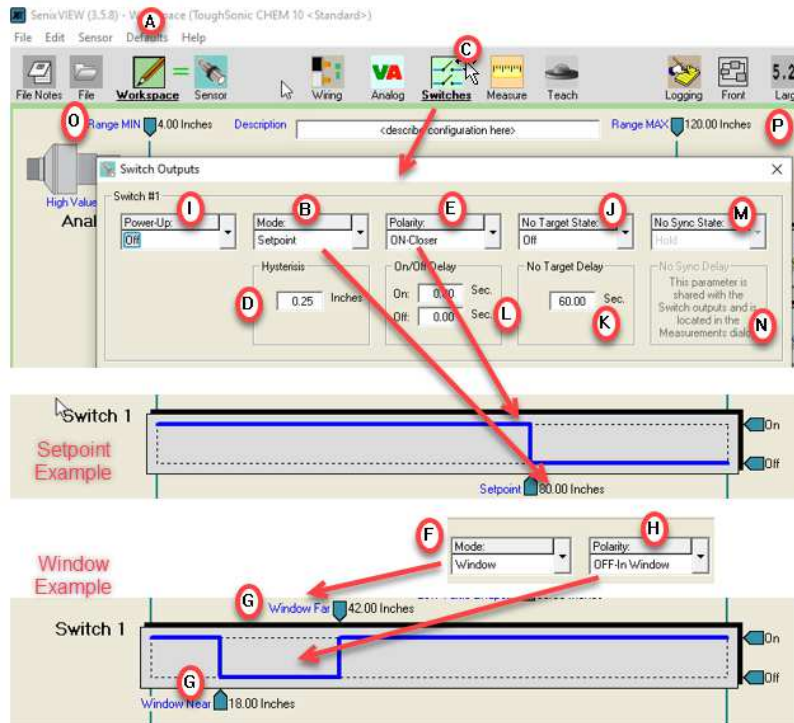 SenixVIEW (3.5.8) - Workspace (ToughSonic CHEM 10 <Standard>)
A
File Edit Sensor Defaults Help
C
File Notes File Workspace = Sensor Wiring VA Analog Switches Measure Teach Logging Front 5.2
O Range MIN 4.00 Inches Description <describe configuration here> Range MAX 120.00 Inches P
Switch Outputs
High Value
Switch #1
I B E J M
Power-Up: Mode: Polarity: No Target State: No Sync State:
Off Setpoint ON-Closer Off Hold
Hysterisis On/Off Delay No Target Delay No Sync Delay
D 0.25 Inches On: 0.00 Sec. 60.00 Sec. This parameter is
Off: 0.00 Sec. L K shared with the
Switch outputs and is
located in the
Measurements N
Switch 1
Setpoint
Example
On
Off
Setpoint 80.00 Inches
F H
Mode: Polarity:
Window OFF-In Window
Window
Example
G Window Far 42.00 Inches
Switch 1
On
Off
G
Window Near 18.00 Inches